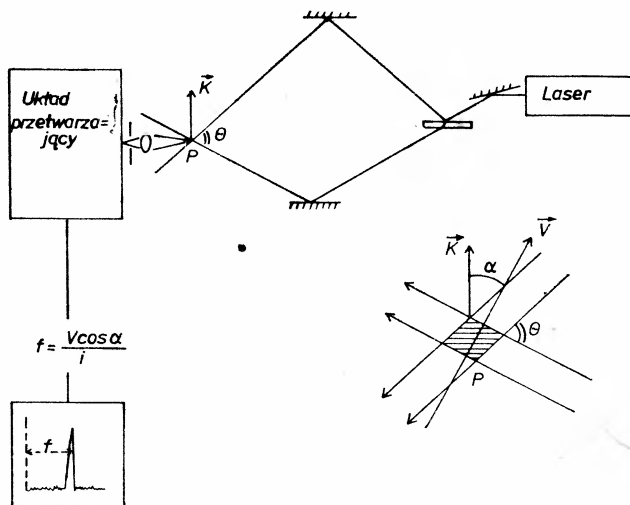 Układ
przetwarza=
jący
K
θ
P
Laser
K
V
α
θ
P
f = Vcosα / i
f